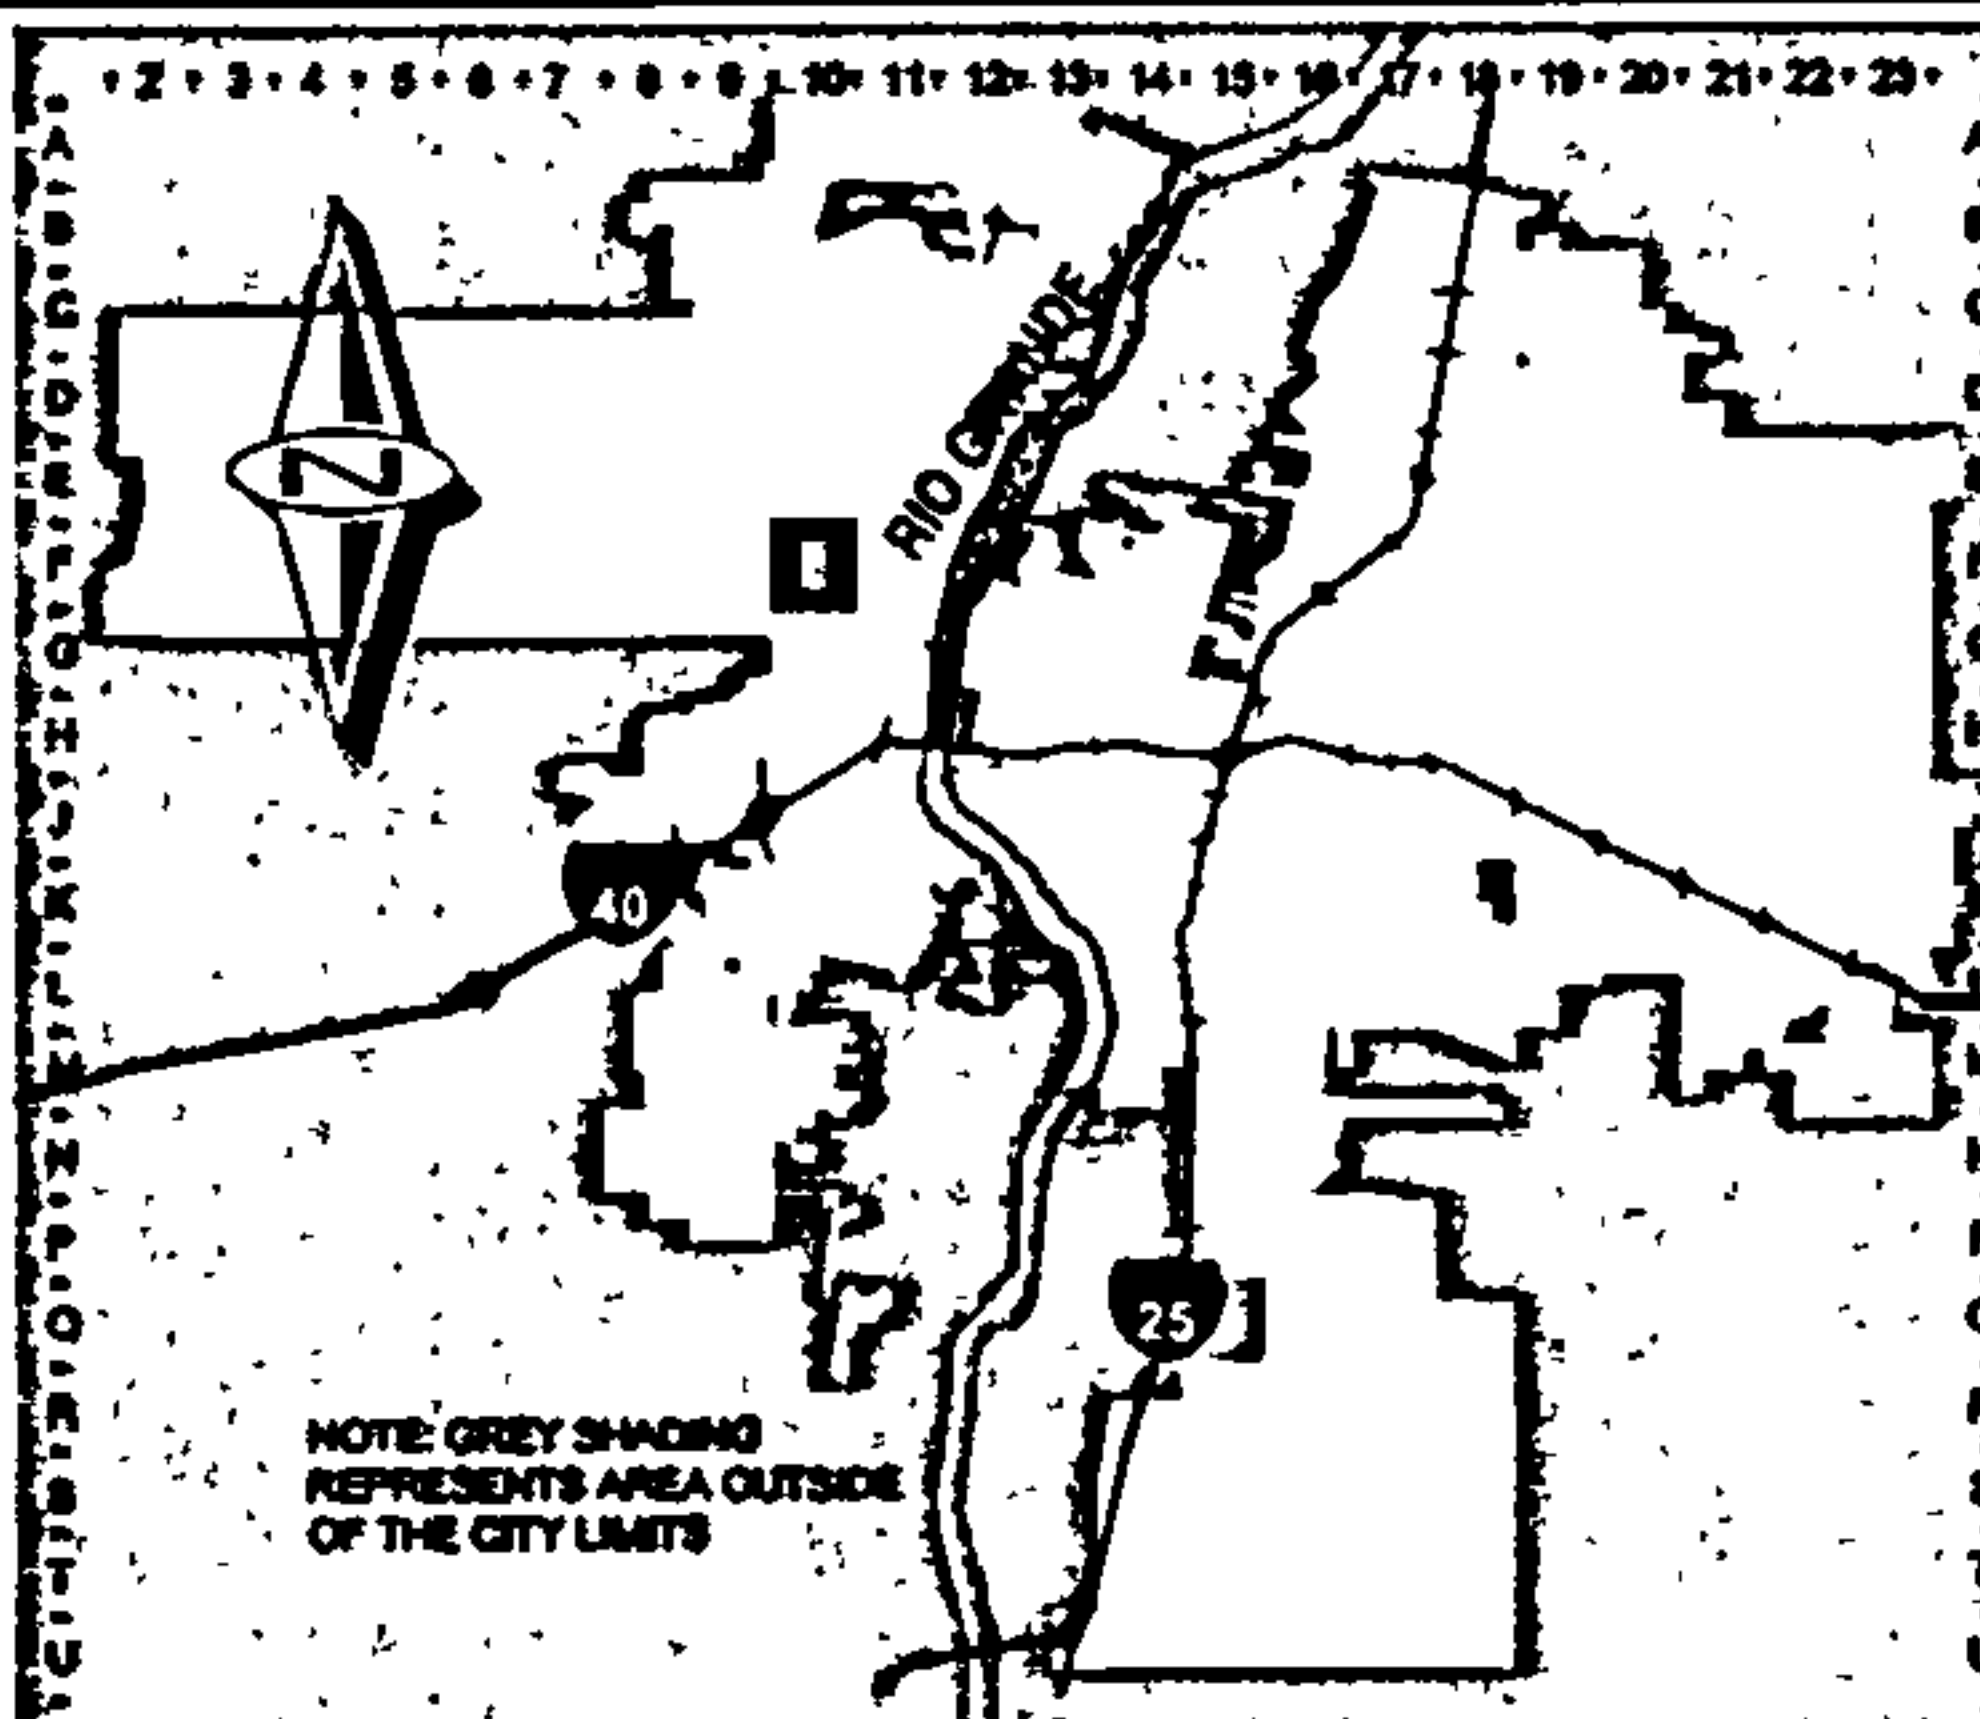 2 3 4 5 6 7 8 9 10 11 12 13 14 15 16 17 18 19 20 21 22 23
A
B
C
D
E
F
G
H
J
K
L
M
N
P
Q
R
S
T
U
N
RIO GRANDE
40
25
NOTE: GREY SHADING
REPRESENTS AREA OUTSIDE
OF THE CITY LIMITS